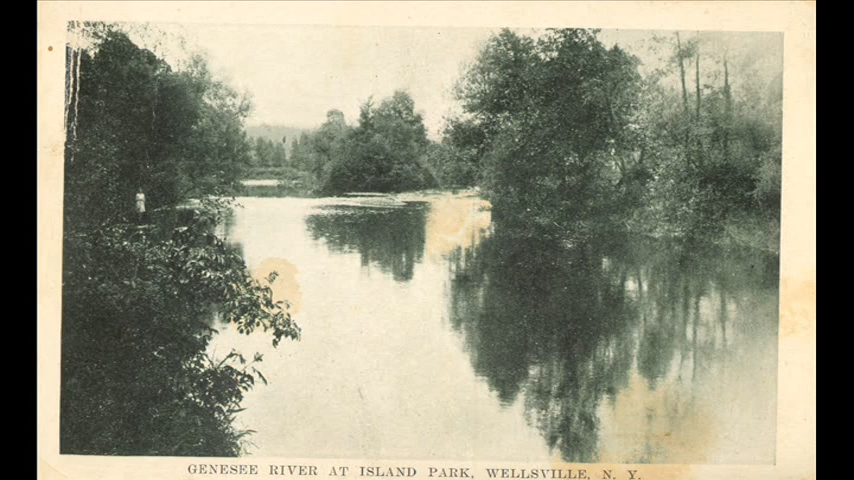 GENESEE RIVER AT ISLAND PARK, WELLSVILLE, N. Y.